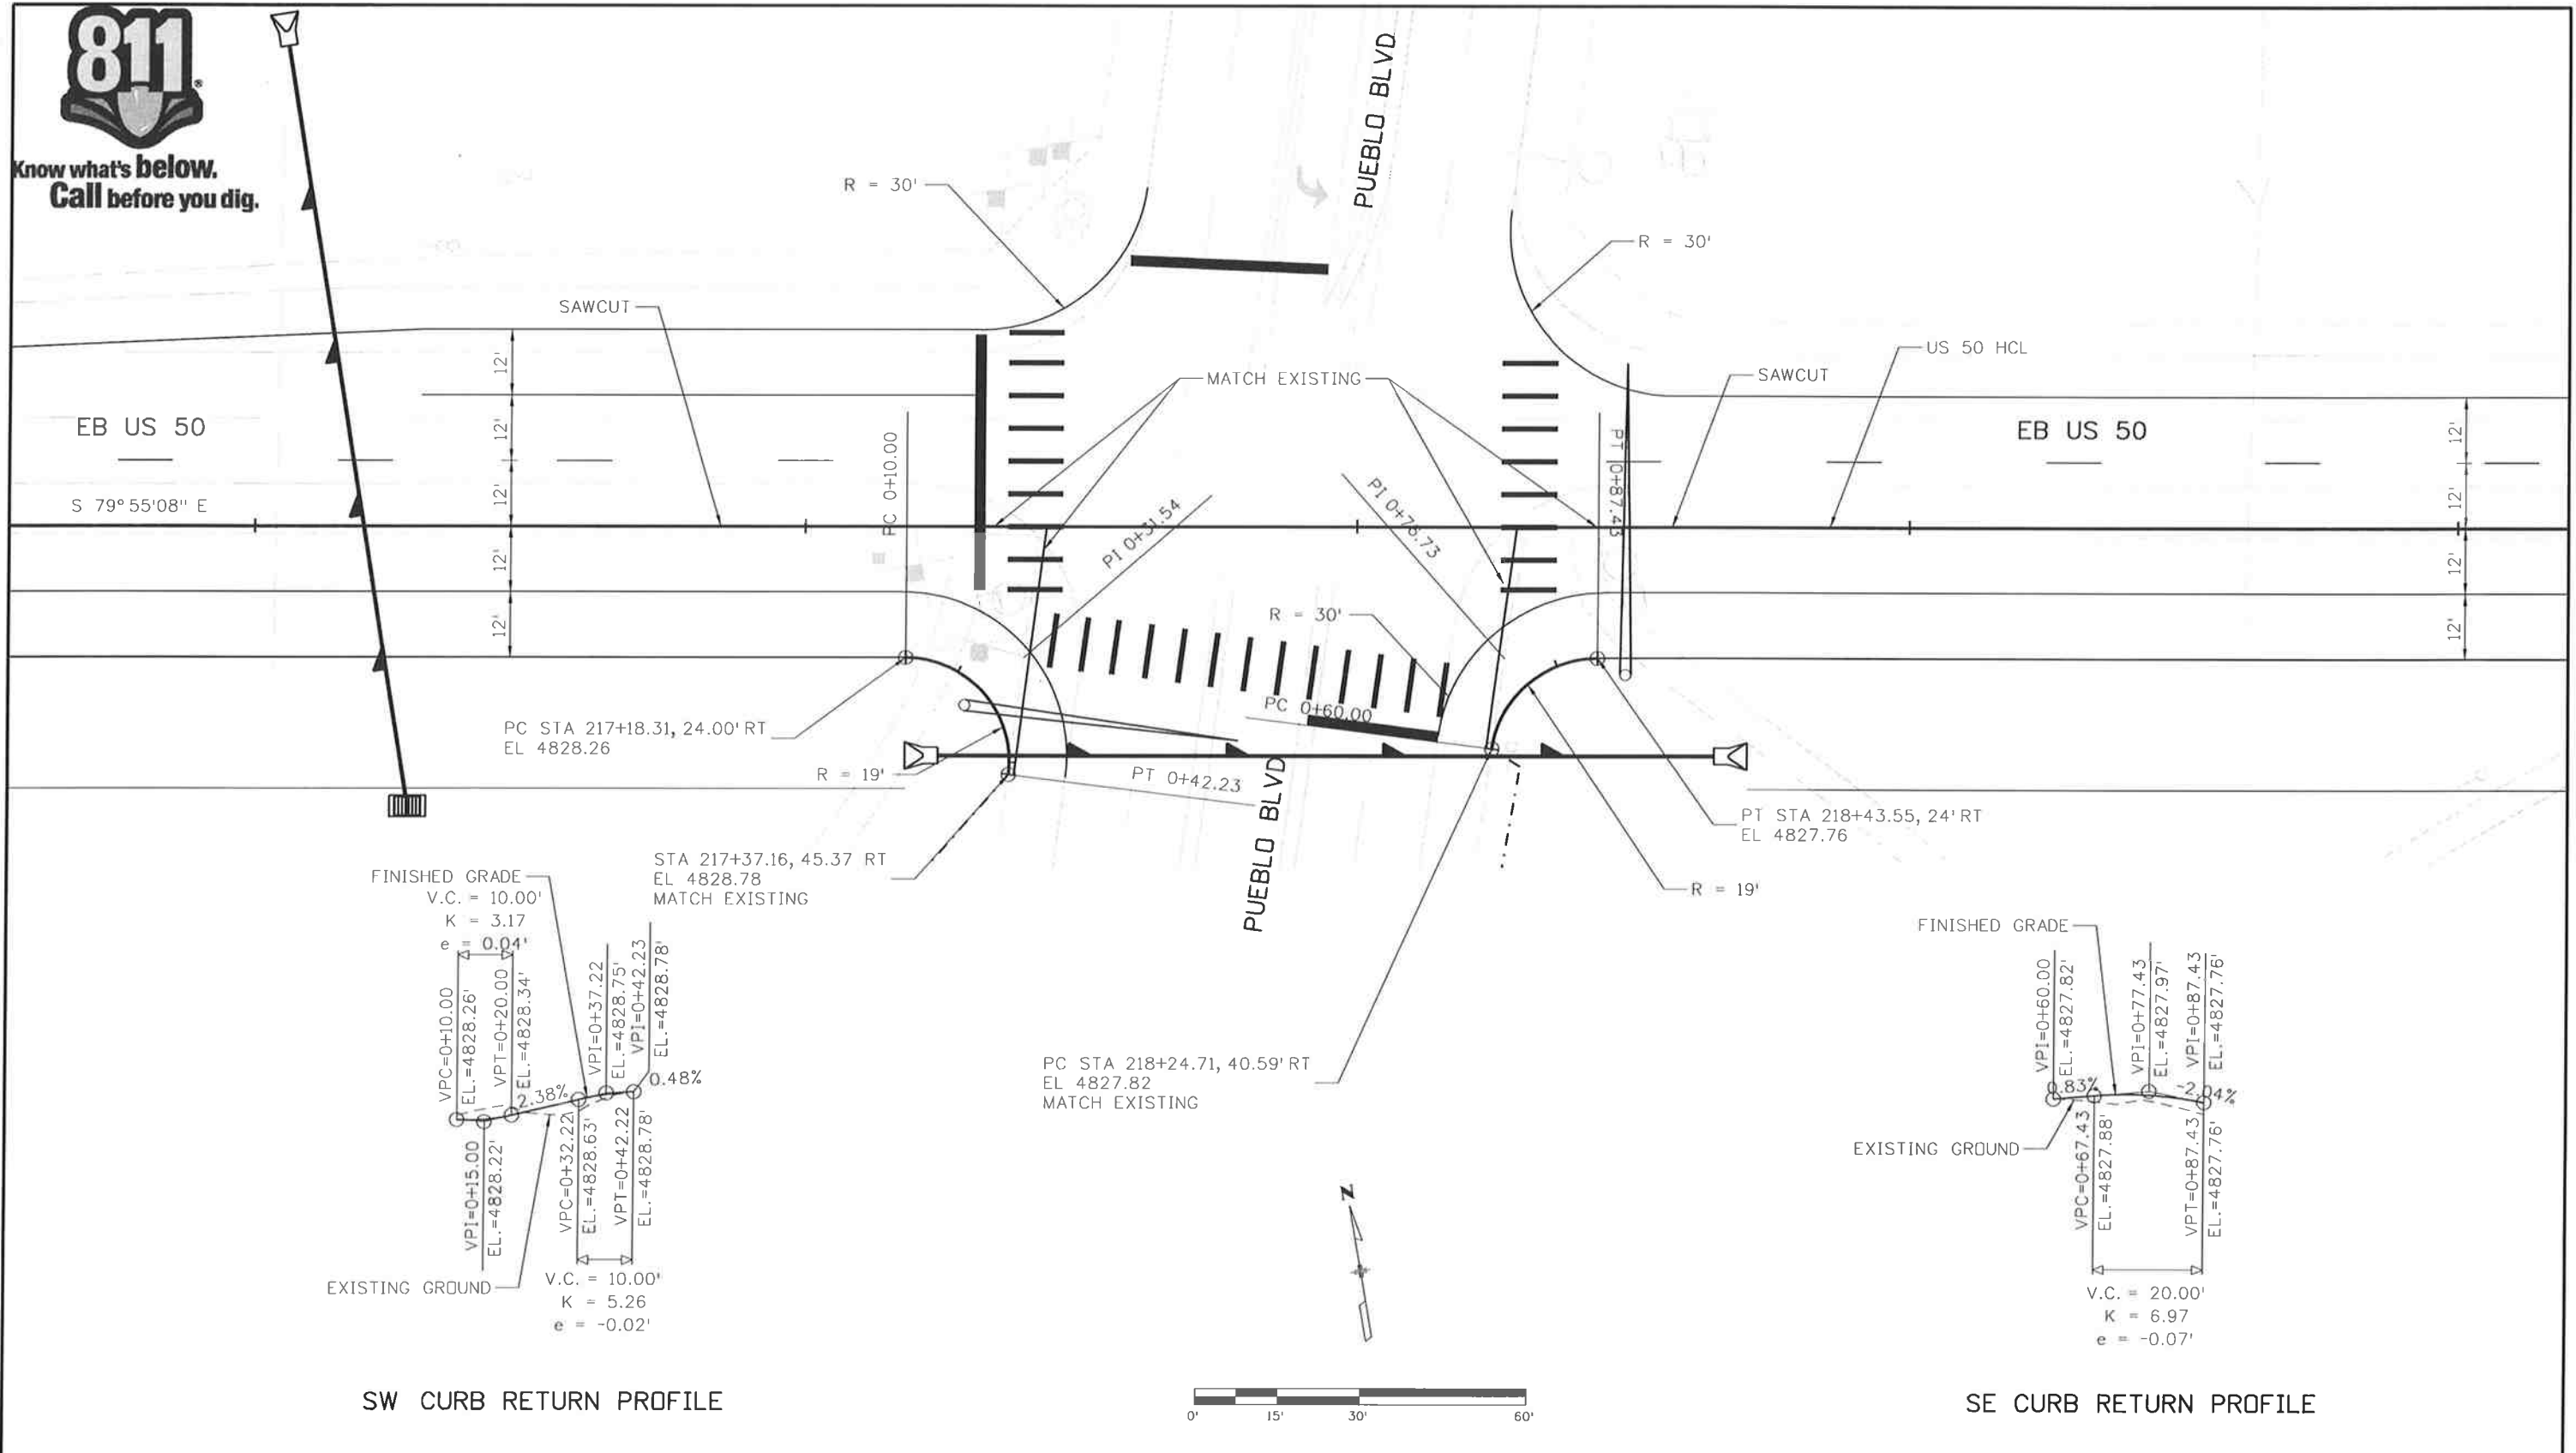 811®
Know what's below.
Call before you dig.
PUEBLO BLVD
R = 30'
R = 30'
SAWCUT
US 50 HCL
MATCH EXISTING
SAWCUT
12'
12'
12'
12'
12'
EB US 50
EB US 50
12'
12'
12'
12'
S 79°55'08" E
PC 0+10.00
PI 0+31.54
PI 0+76.73
PT 0+87.43
R = 30'
PC 0+60.00
PC STA 217+18.31, 24.00' RT
EL 4828.26
R = 19'
PT 0+42.23
PUEBLO BLVD
PT STA 218+43.55, 24' RT
EL 4827.76
R = 19'
STA 217+37.16, 45.37 RT
EL 4828.78
MATCH EXISTING
PC STA 218+24.71, 40.59' RT
EL 4827.82
MATCH EXISTING
FINISHED GRADE
V.C. = 10.00'
K = 3.17
e = 0.04'
VPC=0+10.00
EL.=4828.26'
VPT=0+20.00
EL.=4828.34'
VPI=0+37.22
EL.=4828.75'
VPI=0+42.23
EL.=4828.78'
2.38%
0.48%
VPI=0+15.00
EL.=4828.22'
VPC=0+32.22
EL.=4828.63'
VPT=0+42.22
EL.=4828.78'
EXISTING GROUND
V.C. = 10.00'
K = 5.26
e = -0.02'
SW CURB RETURN PROFILE
N
0' 15' 30' 60'
FINISHED GRADE
VPI=0+60.00
EL.=4827.82'
VPI=0+77.43
EL.=4827.97'
VPI=0+87.43
EL.=4827.76'
0.83%
-2.04%
EXISTING GROUND
VPC=0+67.43
EL.=4827.88'
VPT=0+87.43
EL.=4827.76'
V.C. = 20.00'
K = 6.97
e = -0.07'
SE CURB RETURN PROFILE